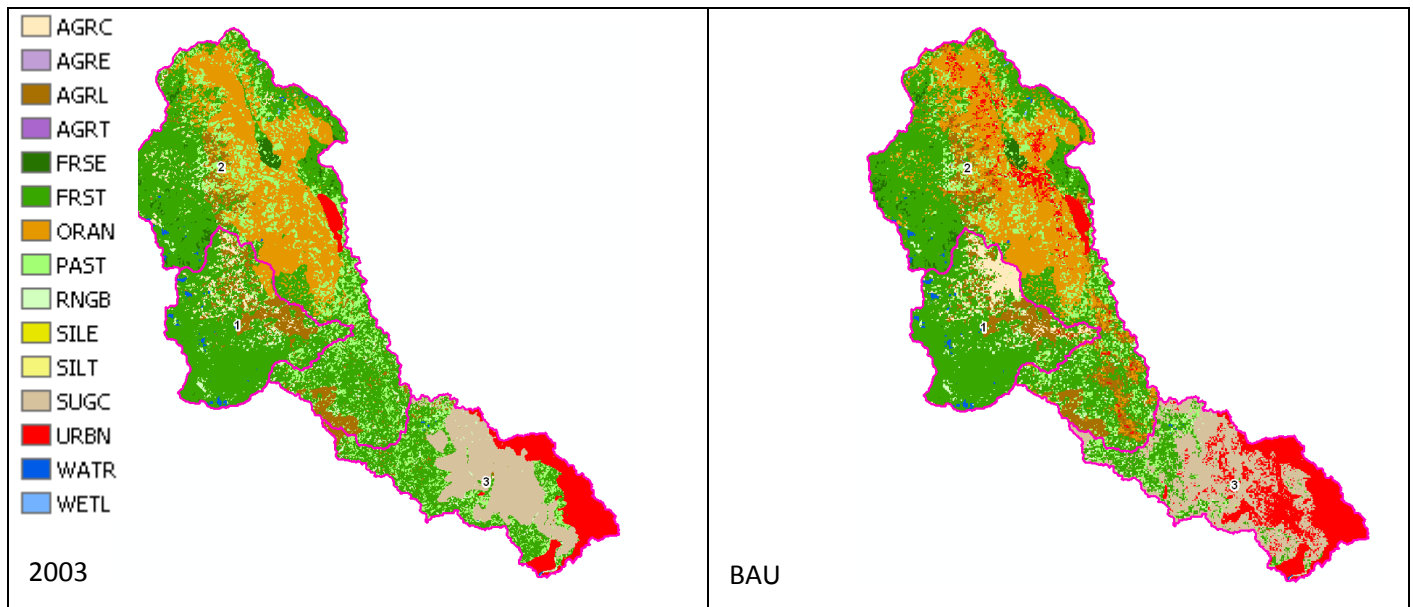 AGRC
AGRE
AGRL
AGRT
FRSE
FRST
ORAN
PAST
RNGB
SILE
SILT
SUGC
URBN
WATR
WETL
2
1
3
2003
2
1
3
BAU